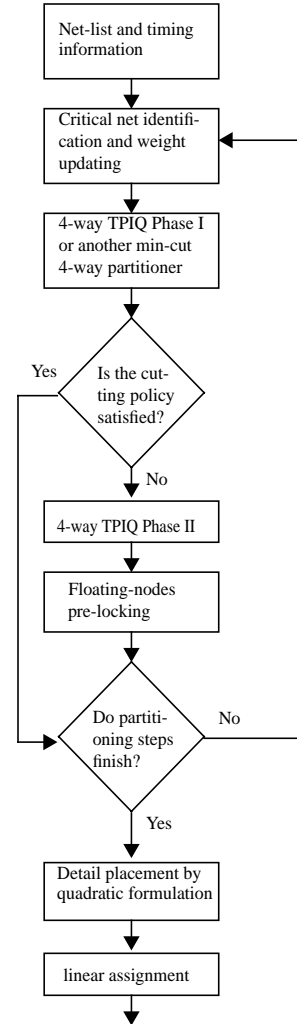 Net-list and timing
information
Critical net identifi-
cation and weight
updating
4-way TPIQ Phase I
or another min-cut
4-way partitioner
Yes
Is the cut-
ting policy
satisfied?
No
4-way TPIQ Phase II
Floating-nodes
pre-locking
Do partiti-
oning steps
finish?
No
Yes
Detail placement by
quadratic formulation
linear assignment